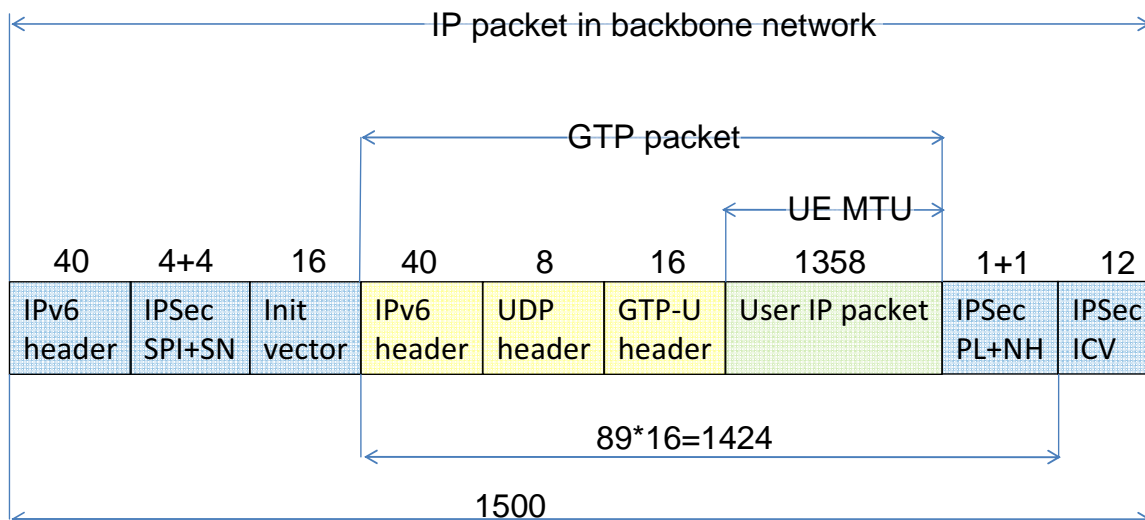 IP packet in backbone network
GTP packet
UE MTU
40 4+4 16 40 8 16 1358 1+1 12
IPv6 IPSec Init IPv6 UDP GTP-U User IP packet IPSec IPSec
header SPI+SN vector header header header PL+NH ICV
89*16=1424
1500